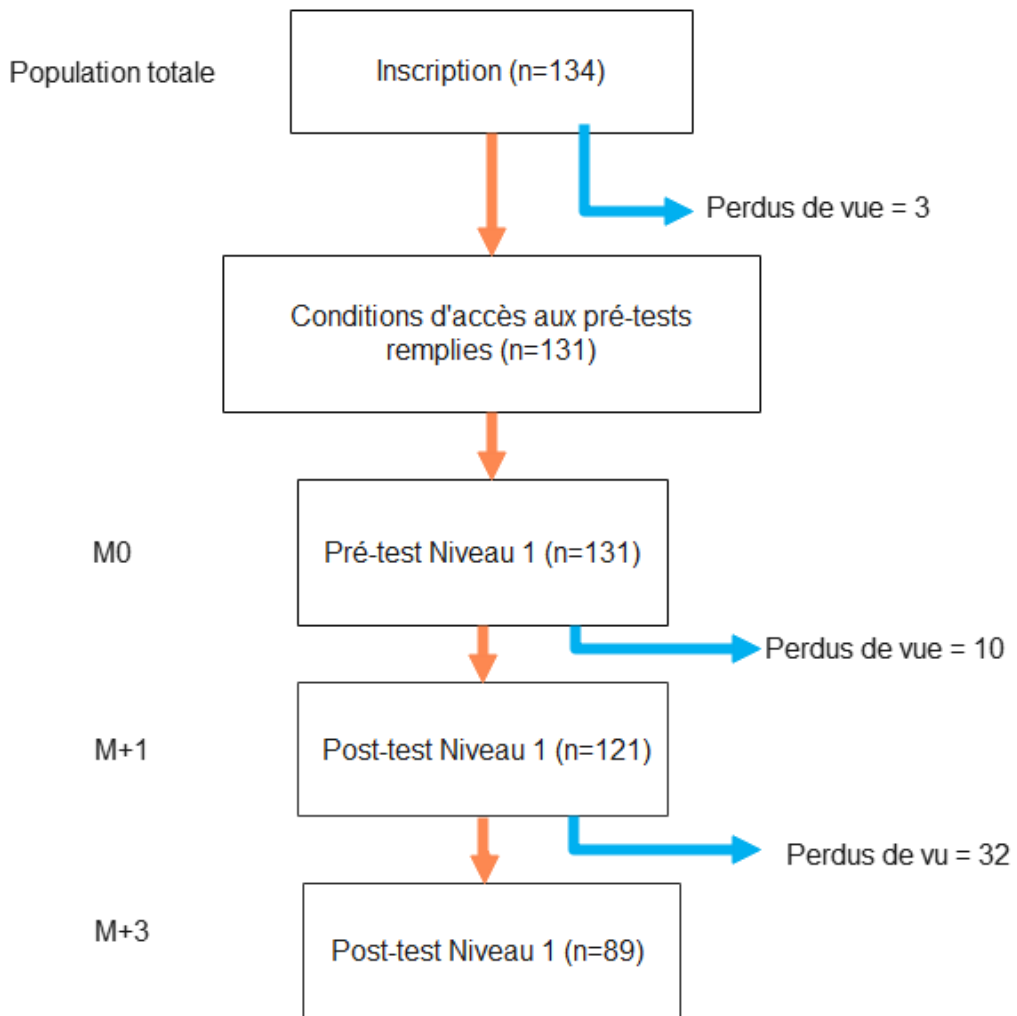 Population totale
Inscription (n=134)
Perdus de vue = 3
Conditions d'accès aux pré-tests
remplies (n=131)
M0
Pré-test Niveau 1 (n=131)
Perdus de vue = 10
M+1
Post-test Niveau 1 (n=121)
Perdus de vu = 32
M+3
Post-test Niveau 1 (n=89)